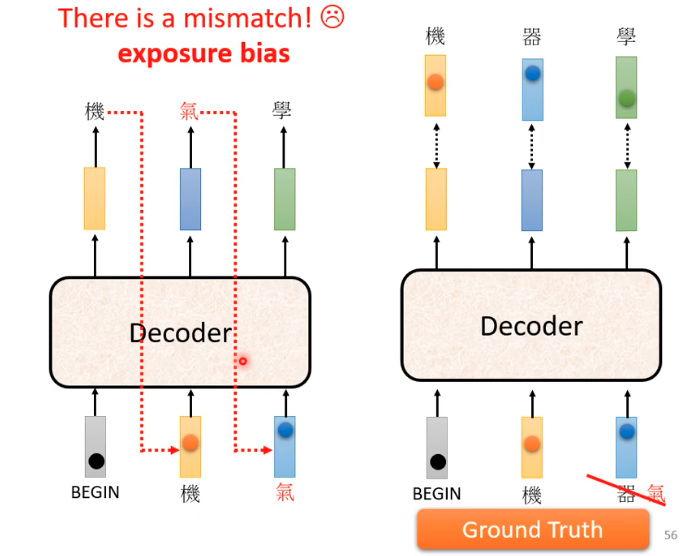 There is a mismatch! ☹
exposure bias
機 氣 學
Decoder
BEGIN 機 氣
機 器 學
Decoder
BEGIN 機 器 氣
Ground Truth
56